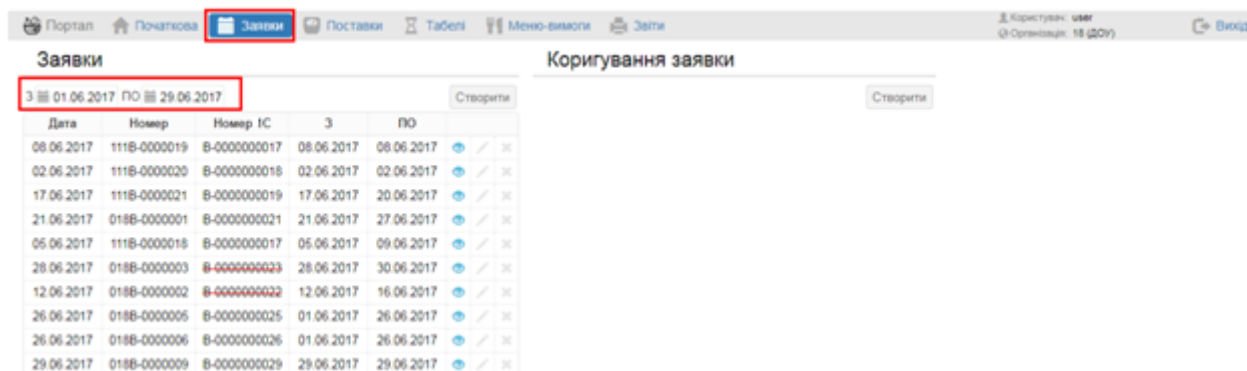 Портал Початкова Заявки Поставки Табелі Меню-вимоги Звіти Користувач: user Вихід
Організація: 18 (ДОУ)
Заявки Коригування заявки
З 01.06.2017 ПО 29.06.2017 Створити Створити
Дата Номер Номер 1С З ПО
08.06.2017 111В-0000019 В-0000000017 08.06.2017 08.06.2017
02.06.2017 111В-0000020 В-0000000018 02.06.2017 02.06.2017
17.06.2017 111В-0000021 В-0000000019 17.06.2017 20.06.2017
21.06.2017 018В-0000001 В-0000000021 21.06.2017 27.06.2017
05.06.2017 111В-0000018 В-0000000017 05.06.2017 09.06.2017
28.06.2017 018В-0000003 В-0000000023 28.06.2017 30.06.2017
12.06.2017 018В-0000002 В-0000000022 12.06.2017 16.06.2017
26.06.2017 018В-0000005 В-0000000025 01.06.2017 26.06.2017
26.06.2017 018В-0000006 В-0000000026 01.06.2017 26.06.2017
29.06.2017 018В-0000009 В-0000000029 29.06.2017 29.06.2017